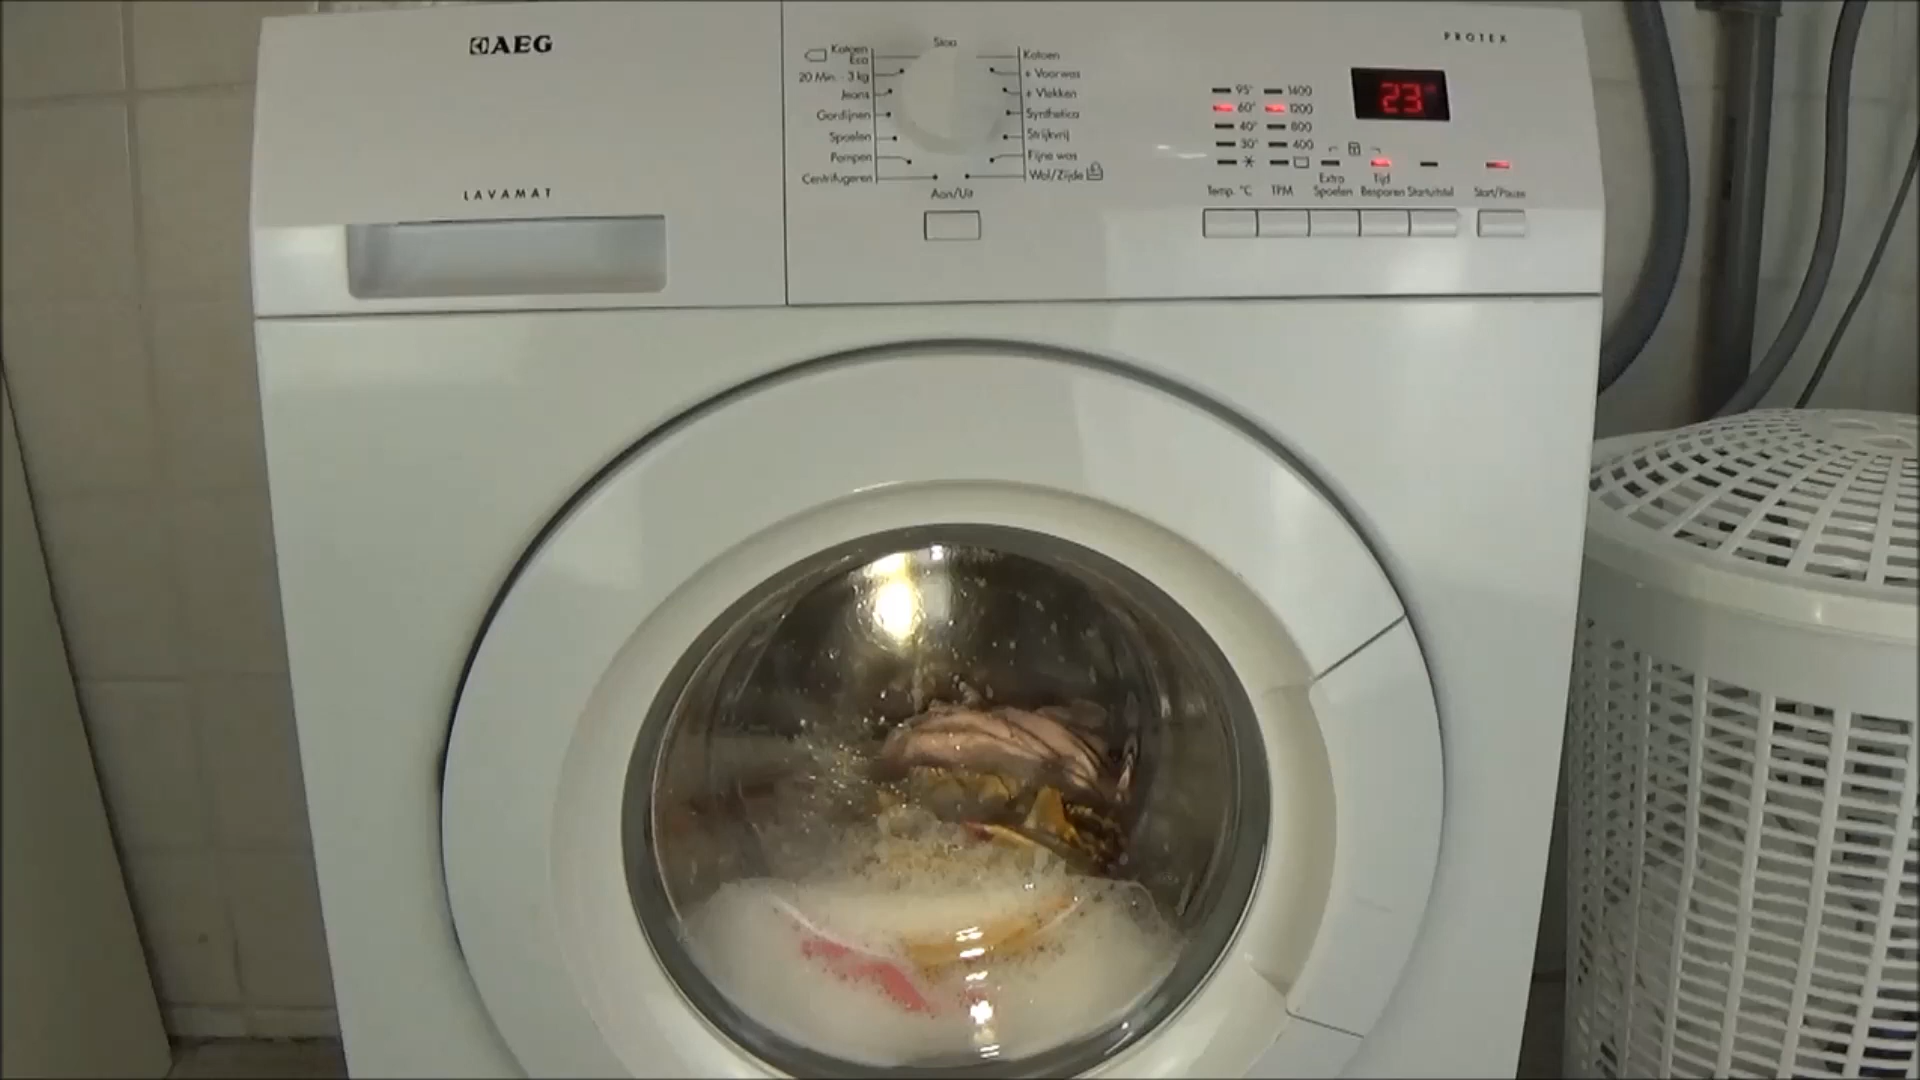 AEG
LAVAMAT
Stop
Katoen
Eco
20 Min. - 3 kg
Jeans
Gordijnen
Spoelen
Pompen
Centrifugeren
Katoen
+ Voorwas
+ Vlekken
Synthetica
Strijkvrij
Fijne was
Wol/Zijde
Aan/Uit
PROTEX
23
95° 1400
60° 1200
40° 800
30° 400
Temp. °C
TPM
Extra
Spoelen
Tijd
Besparen
Startuitstel
Start/Pauze